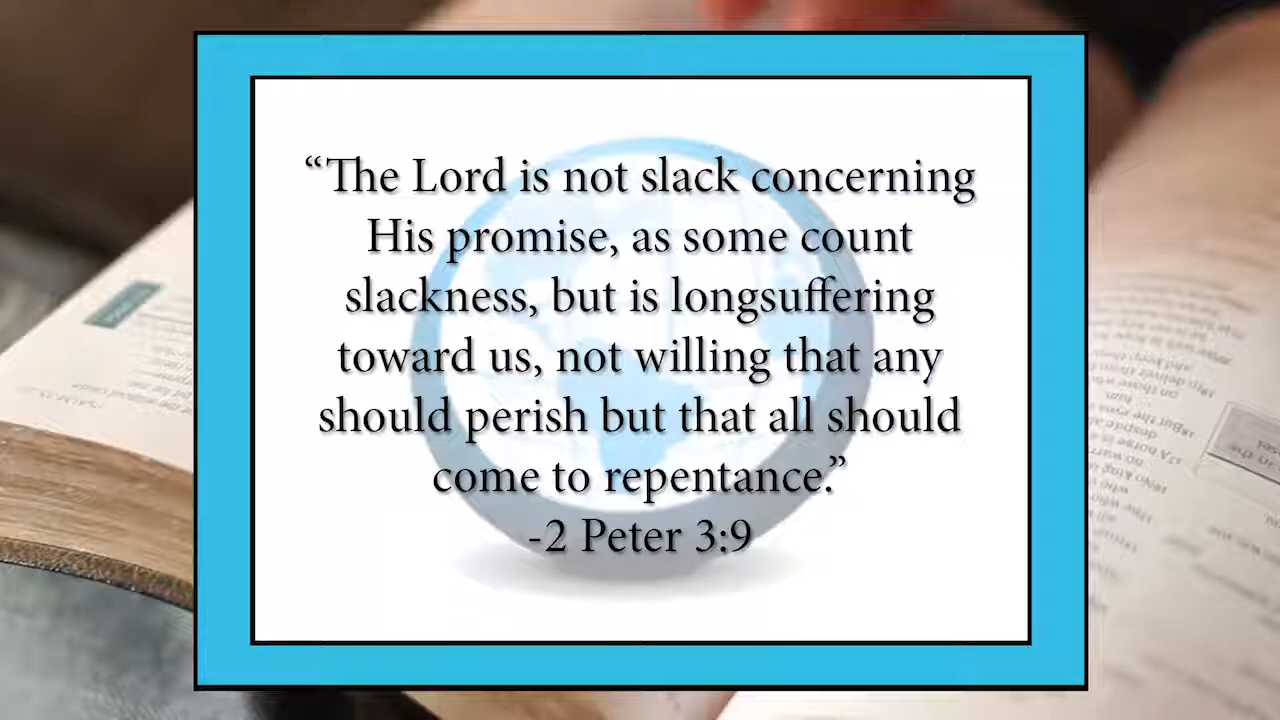 “The Lord is not slack concerning
His promise, as some count
slackness, but is longsuffering
toward us, not willing that any
should perish but that all should
come to repentance.”
-2 Peter 3:9